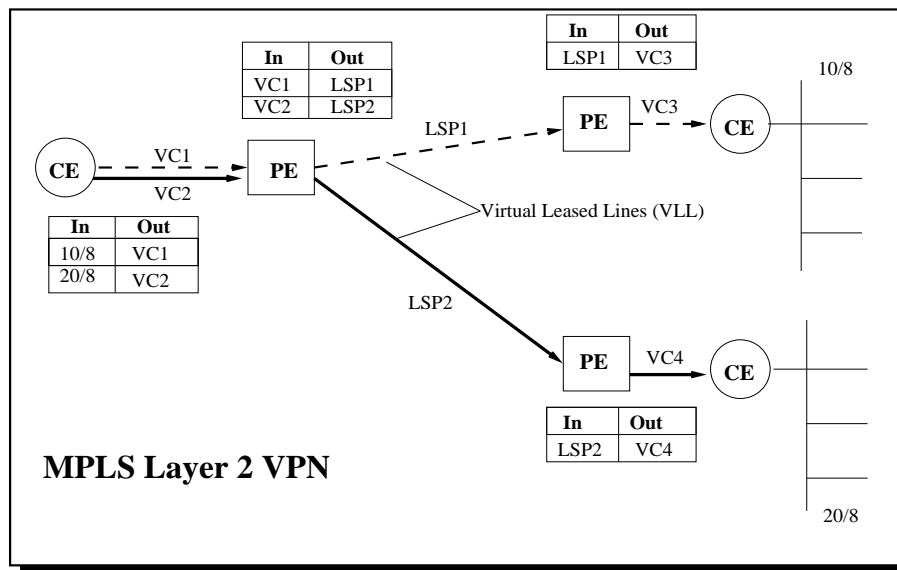 10/8
In Out
LSP1 VC3
In Out
VC1 LSP1
VC2 LSP2
VC3
PE
CE
LSP1
VC1
CE
PE
VC2
Virtual Leased Lines (VLL)
In Out
10/8 VC1
20/8 VC2
LSP2
VC4
PE
CE
In Out
LSP2 VC4
MPLS Layer 2 VPN
20/8